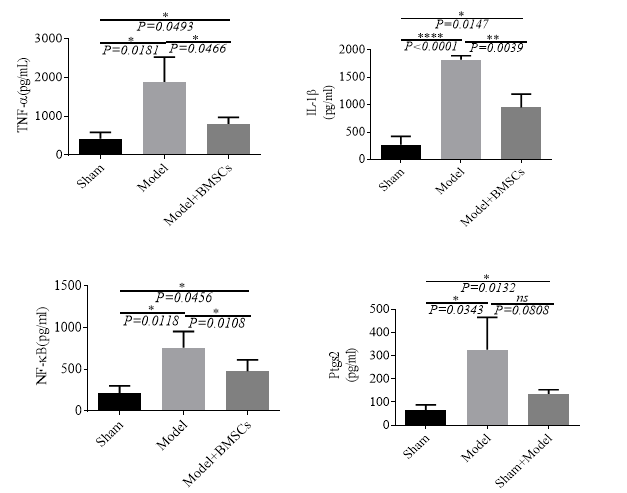 *
P=0.0493
*
*
P=0.0181
P=0.0466
TNF-α(pg/mL)
3000
2000
1000
0
Sham
Model
Model+BMSCs
*
P=0.0147
****
**
P<0.0001
P=0.0039
IL-1β
(pg/ml)
2000
1500
1000
500
0
Sham
Model
Model+BMSCs
*
P=0.0456
*
*
P=0.0118
P=0.0108
NF-κB(pg/ml)
1500
1000
500
0
Sham
Model
Model+BMSCs
*
P=0.0132
*
ns
P=0.0343
P=0.0808
Ptgs2
(pg/ml)
500
400
300
200
100
0
Sham
Model
Sham+Model